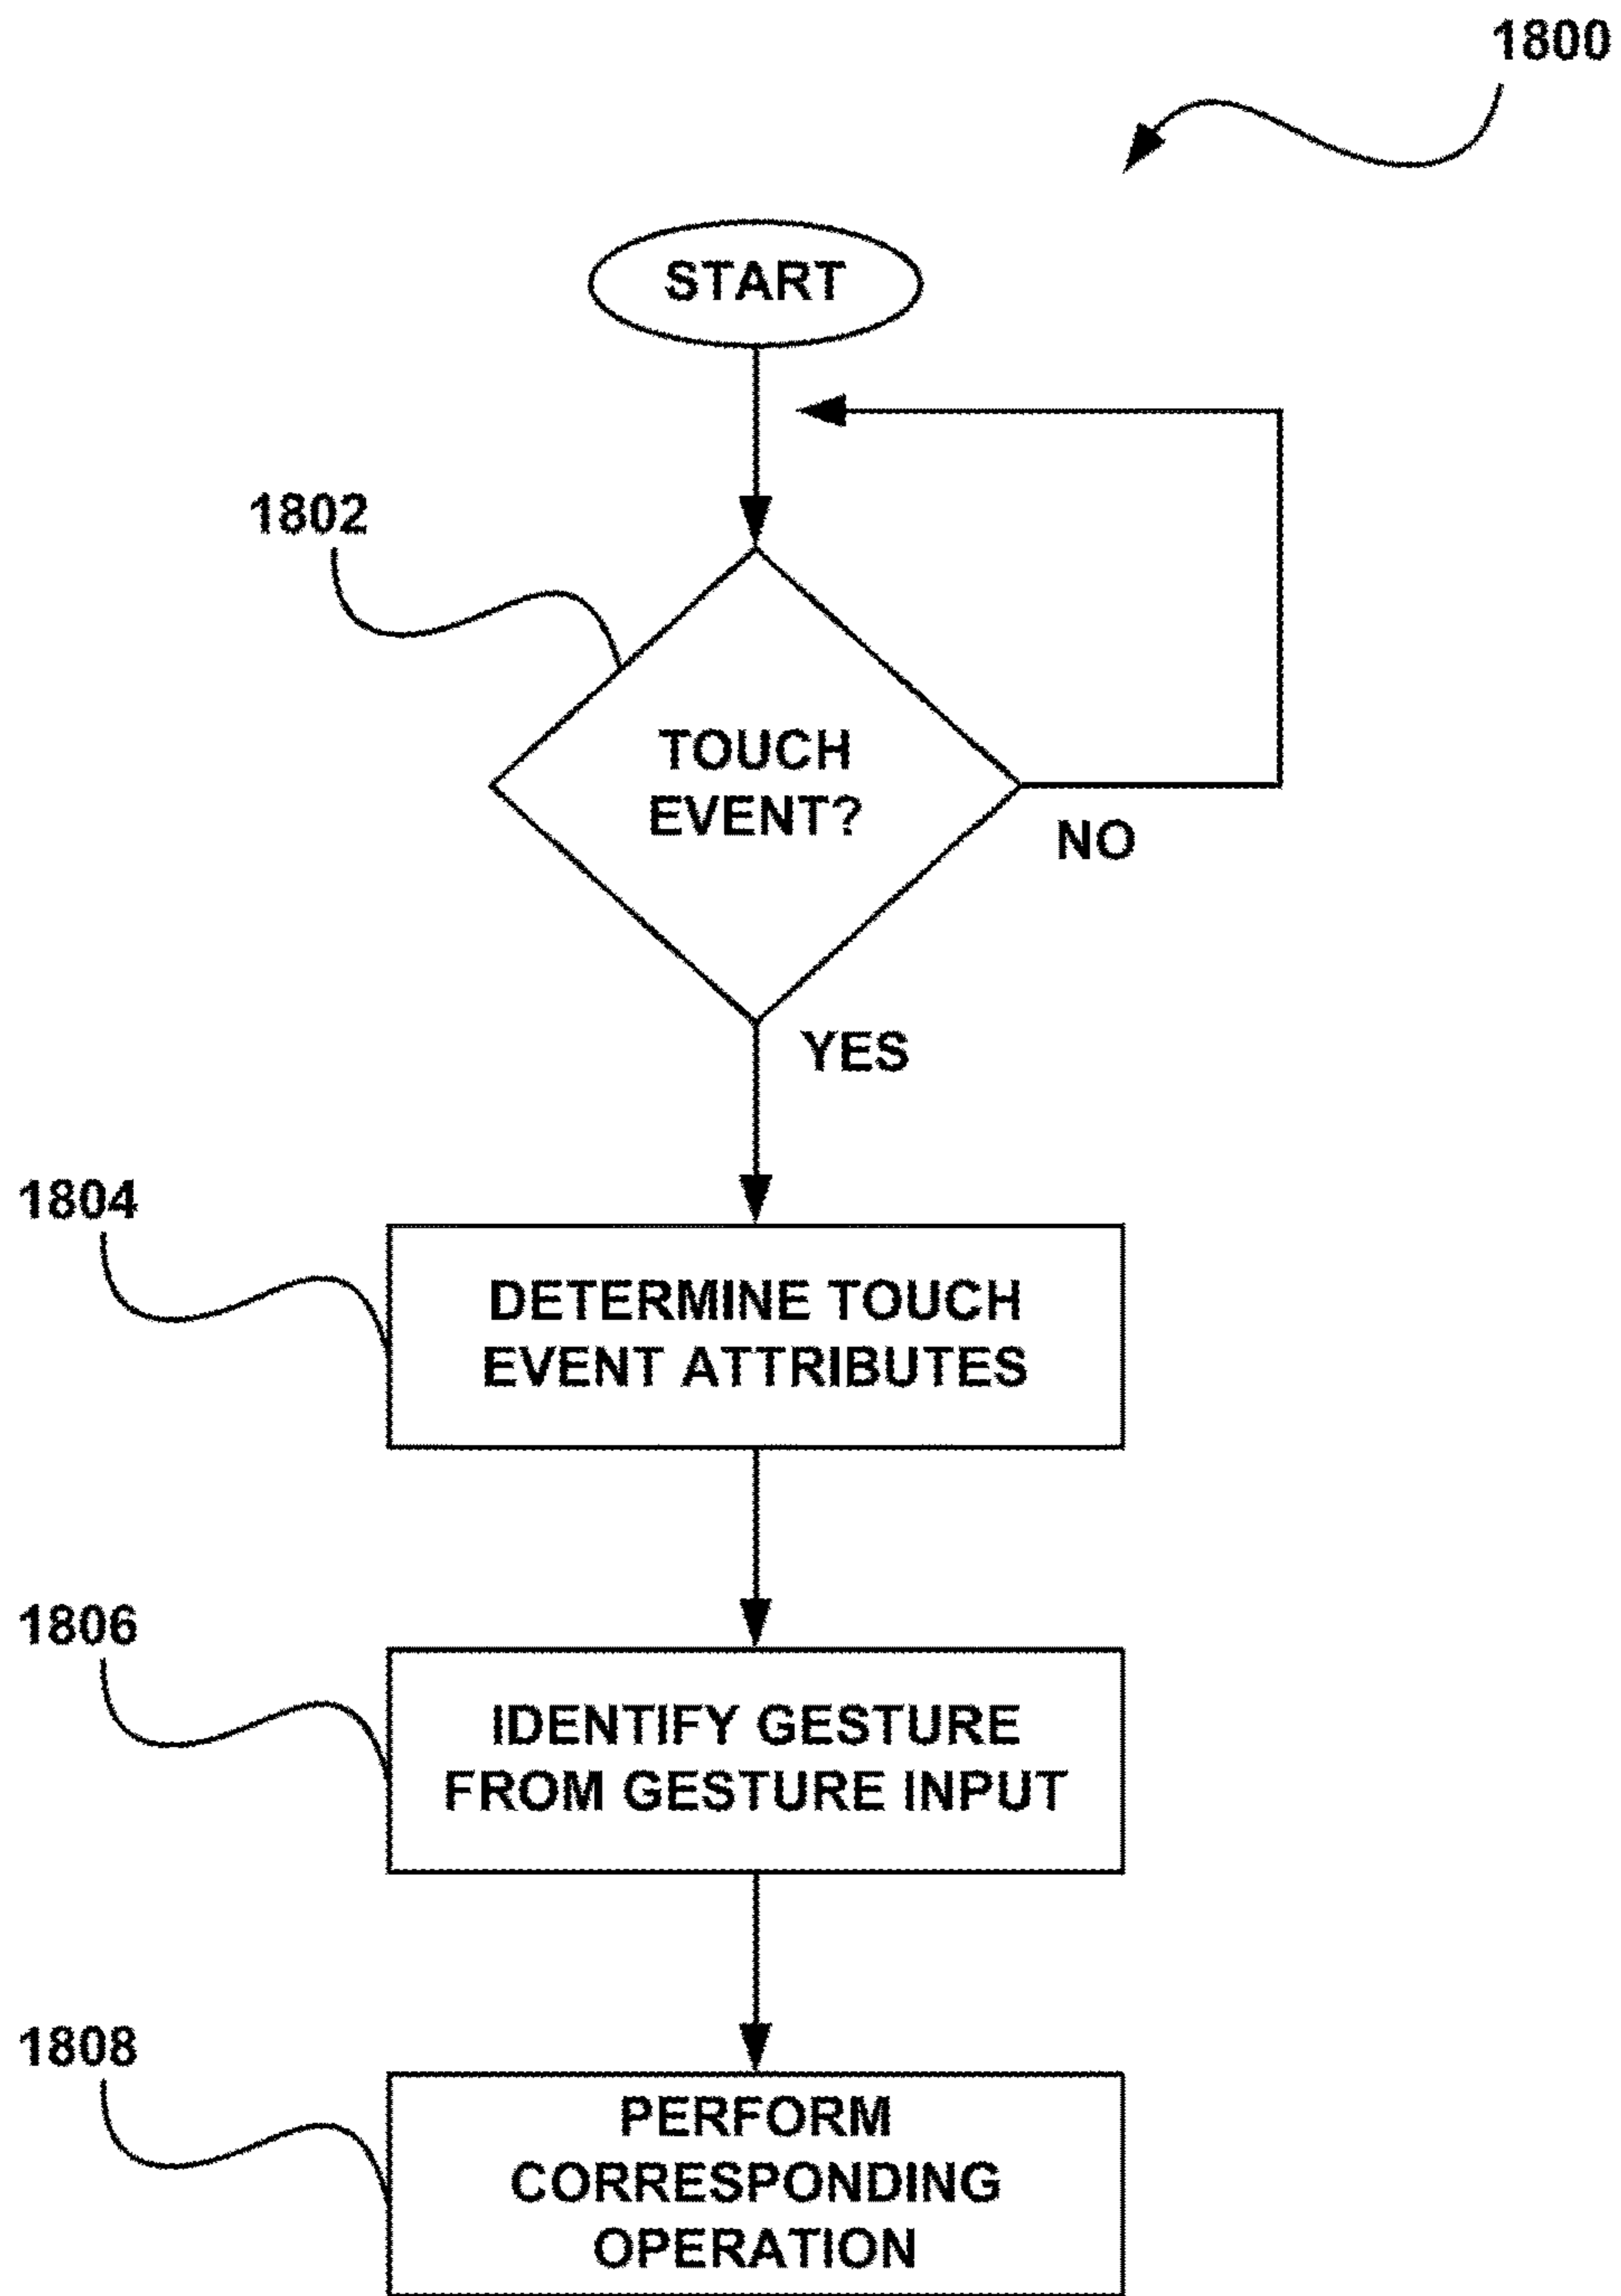 1800
START
1802
TOUCH
EVENT?
NO
YES
1804
DETERMINE TOUCH
EVENT ATTRIBUTES
1806
IDENTIFY GESTURE
FROM GESTURE INPUT
1808
PERFORM
CORRESPONDING
OPERATION